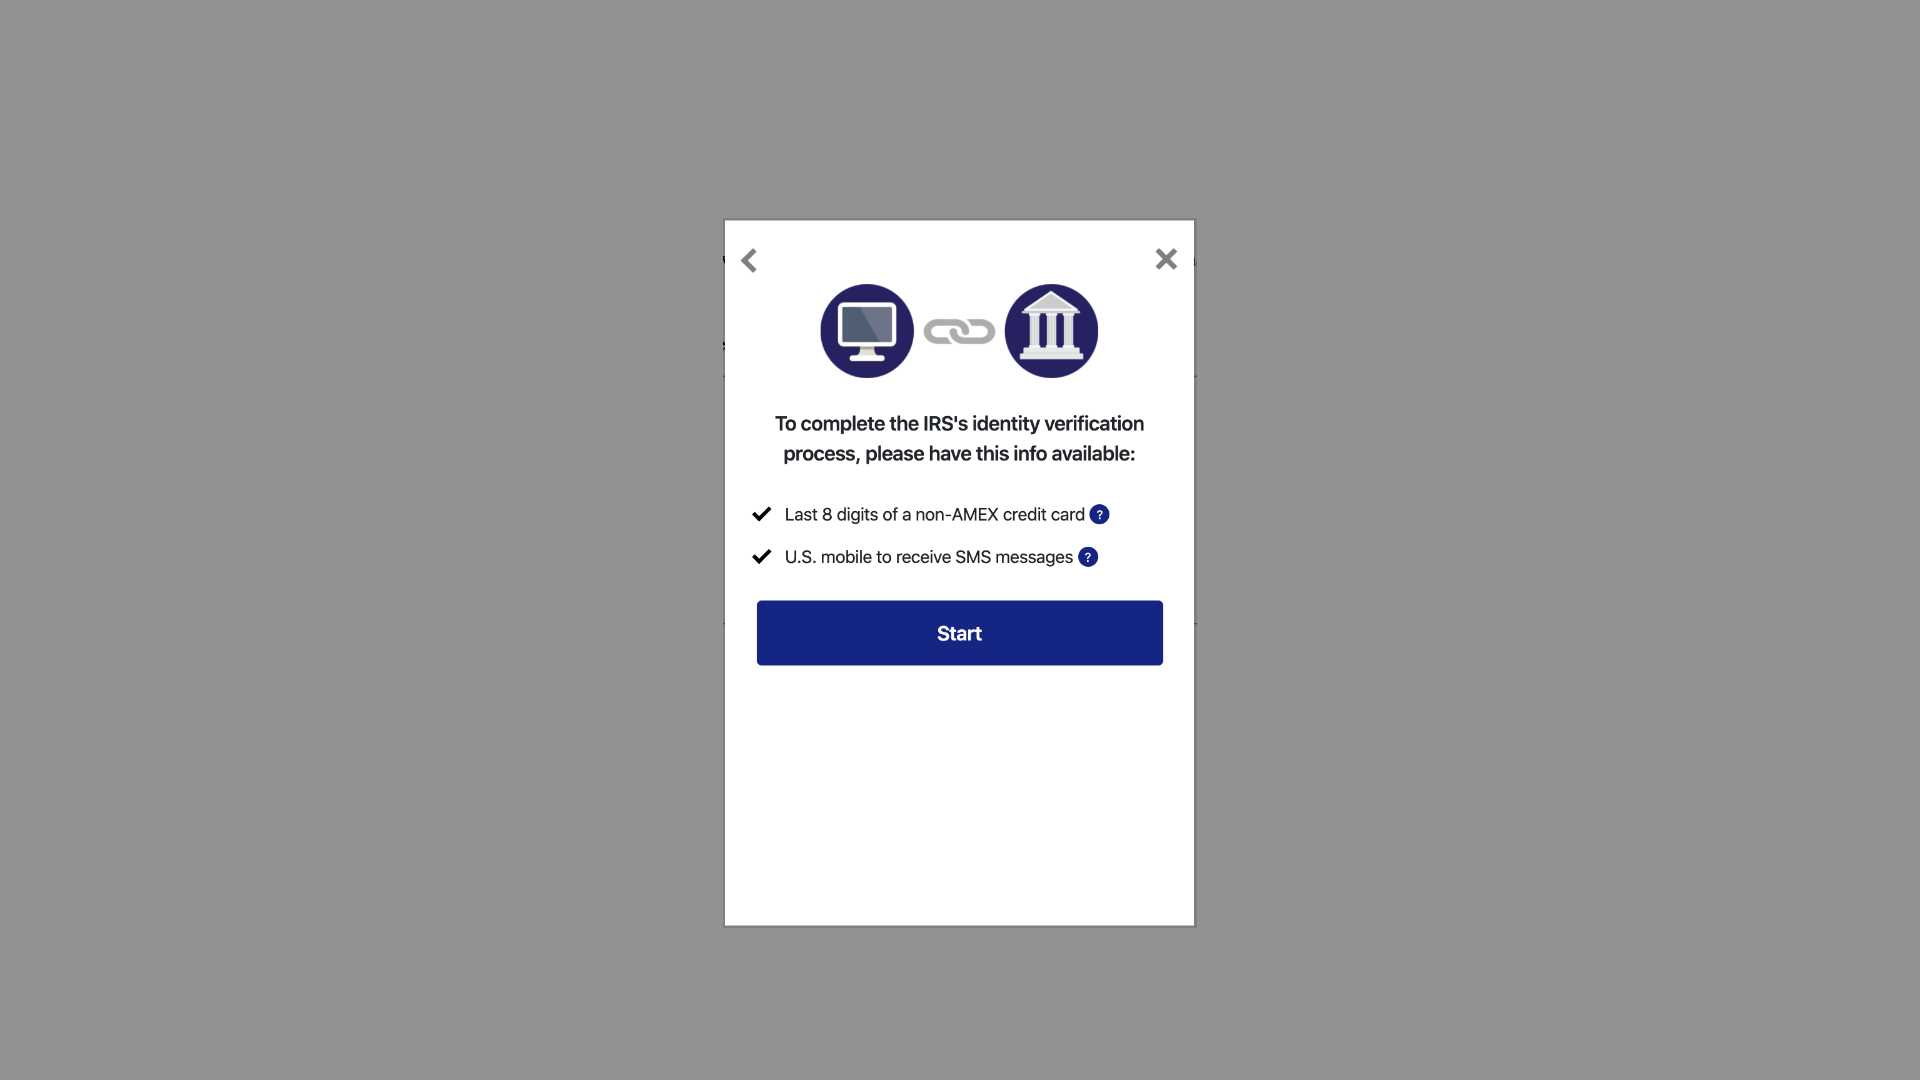 To complete the IRS's identity verification
process, please have this info available:
Last 8 digits of a non-AMEX credit card ?
U.S. mobile to receive SMS messages ?
Start